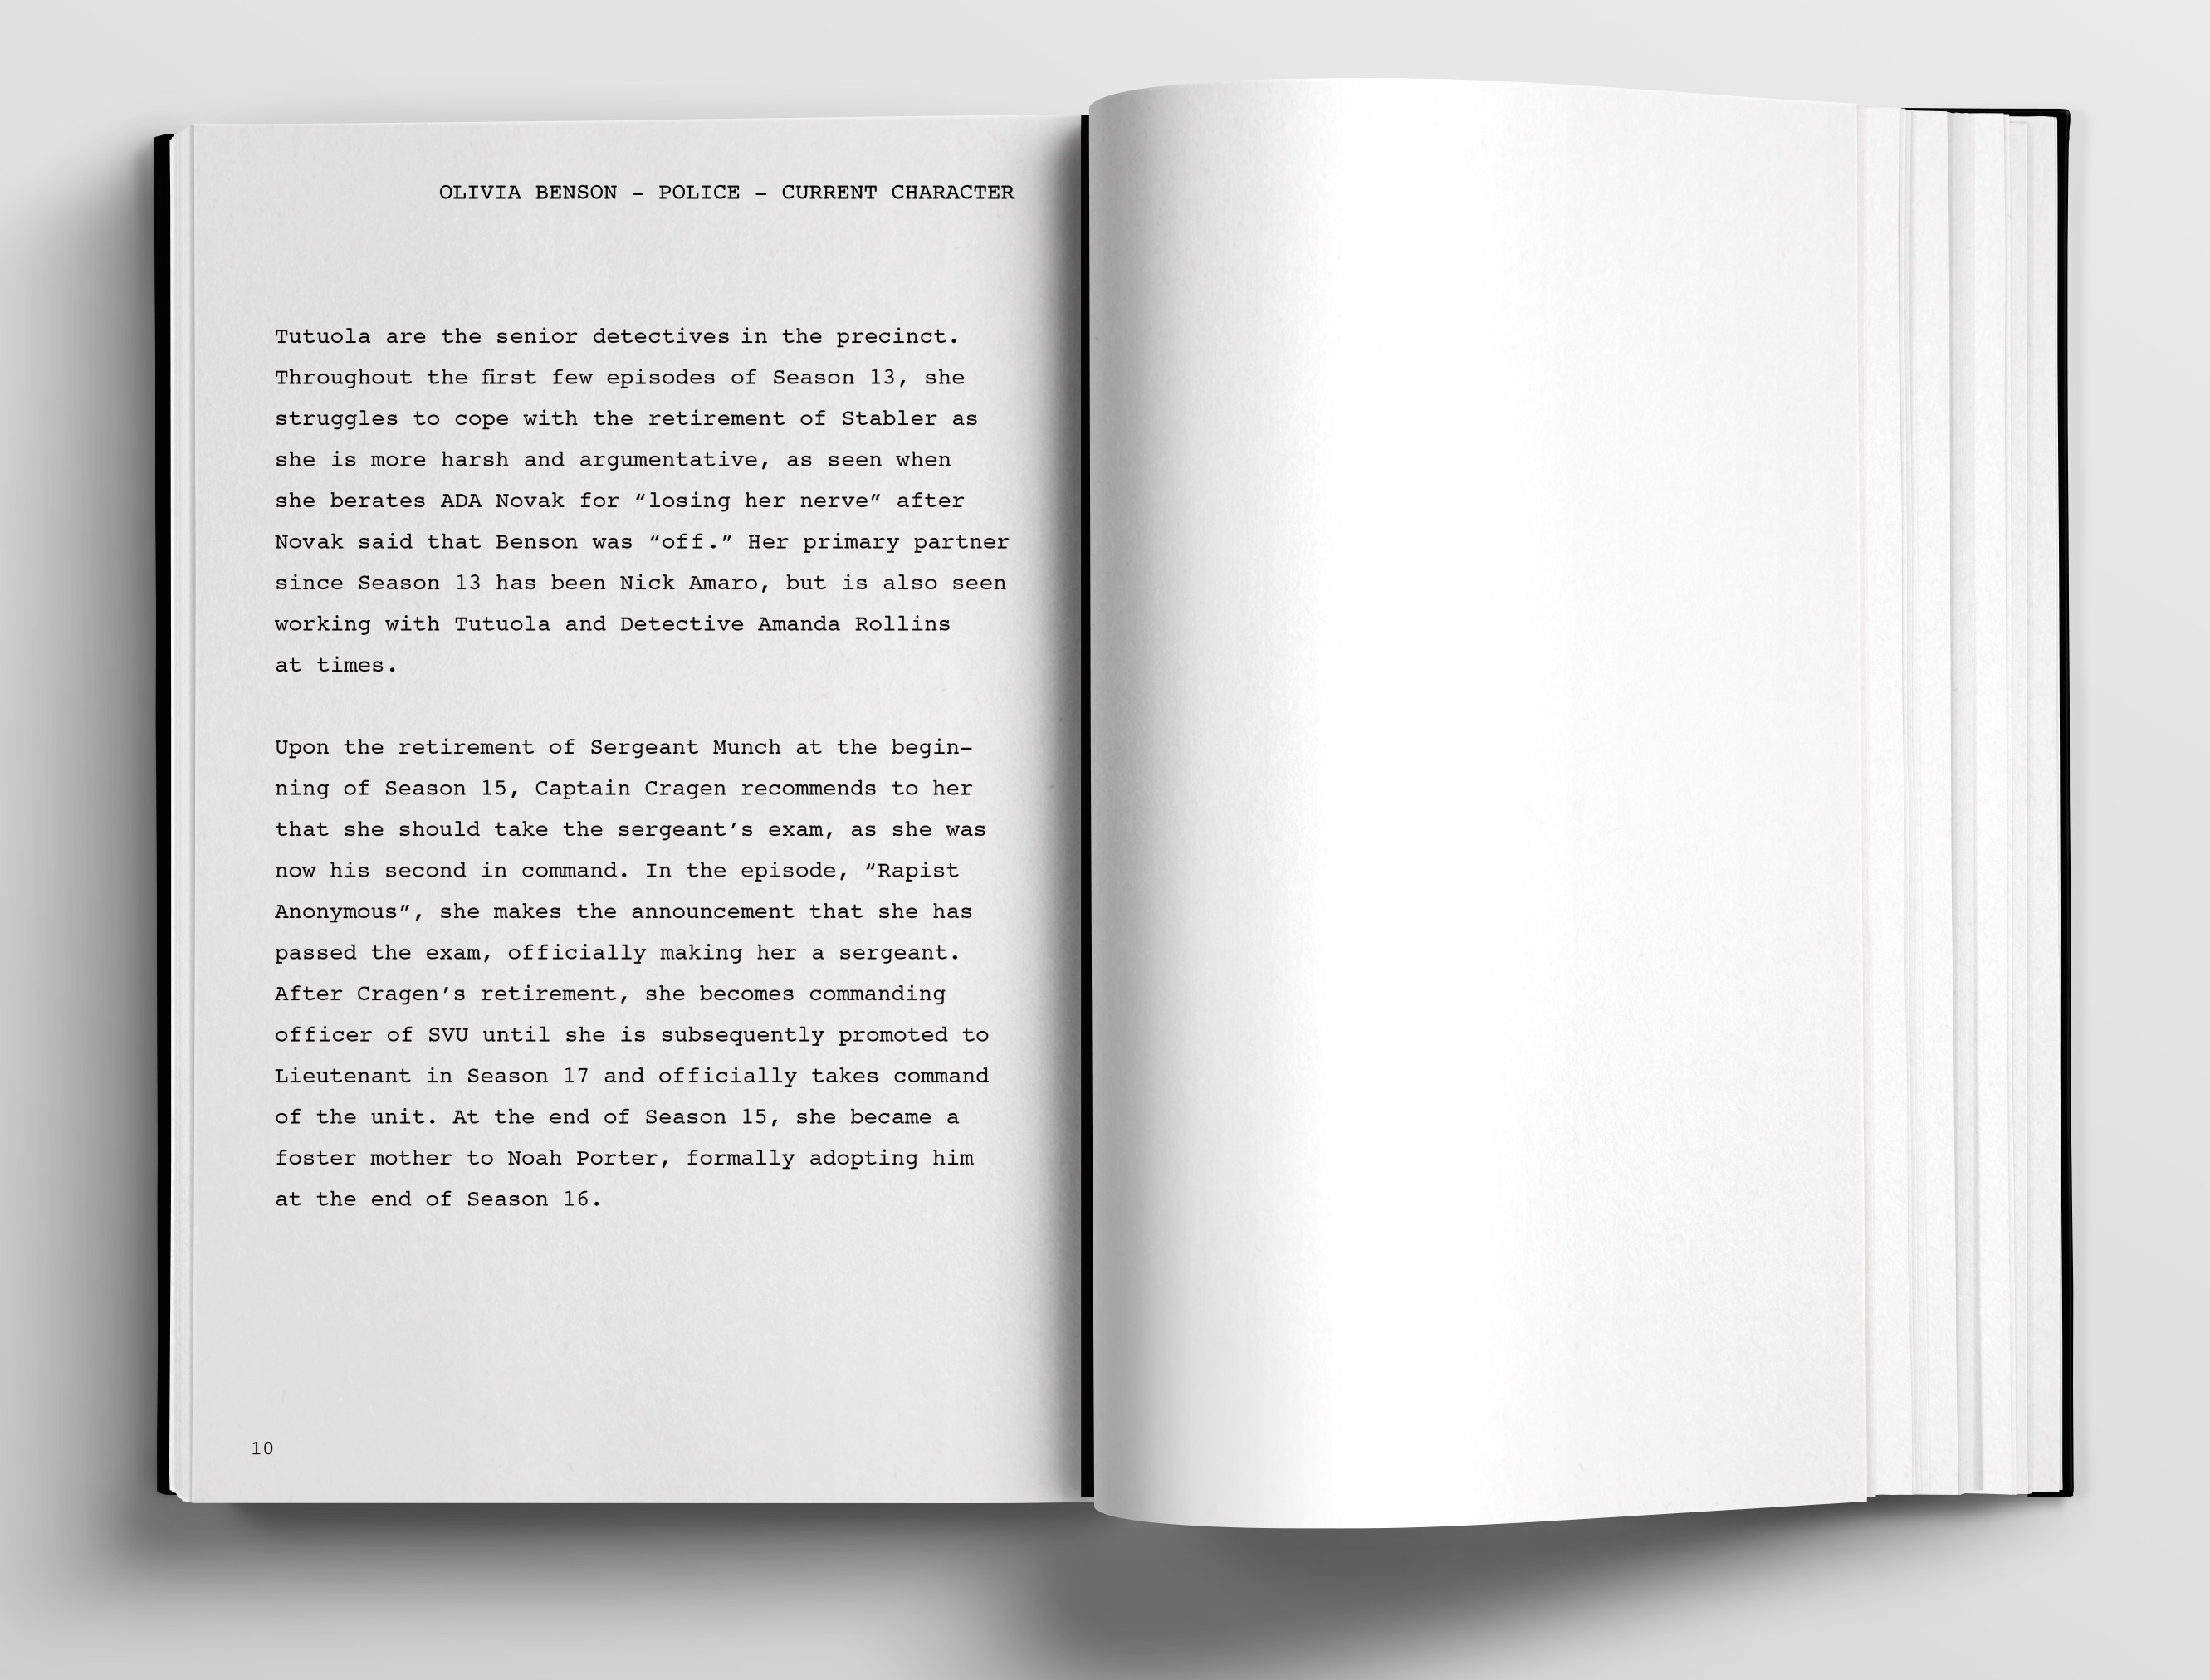 OLIVIA BENSON – POLICE – CURRENT CHARACTER
Tutuola are the senior detectives in the precinct.
Throughout the first few episodes of Season 13, she
struggles to cope with the retirement of Stabler as
she is more harsh and argumentative, as seen when
she berates ADA Novak for “losing her nerve” after
Novak said that Benson was “off.” Her primary partner
since Season 13 has been Nick Amaro, but is also seen
working with Tutuola and Detective Amanda Rollins
at times.
Upon the retirement of Sergeant Munch at the begin-
ning of Season 15, Captain Cragen recommends to her
that she should take the sergeant’s exam, as she was
now his second in command. In the episode, “Rapist
Anonymous”, she makes the announcement that she has
passed the exam, officially making her a sergeant.
After Cragen’s retirement, she becomes commanding
officer of SVU until she is subsequently promoted to
Lieutenant in Season 17 and officially takes command
of the unit. At the end of Season 15, she became a
foster mother to Noah Porter, formally adopting him
at the end of Season 16.
10